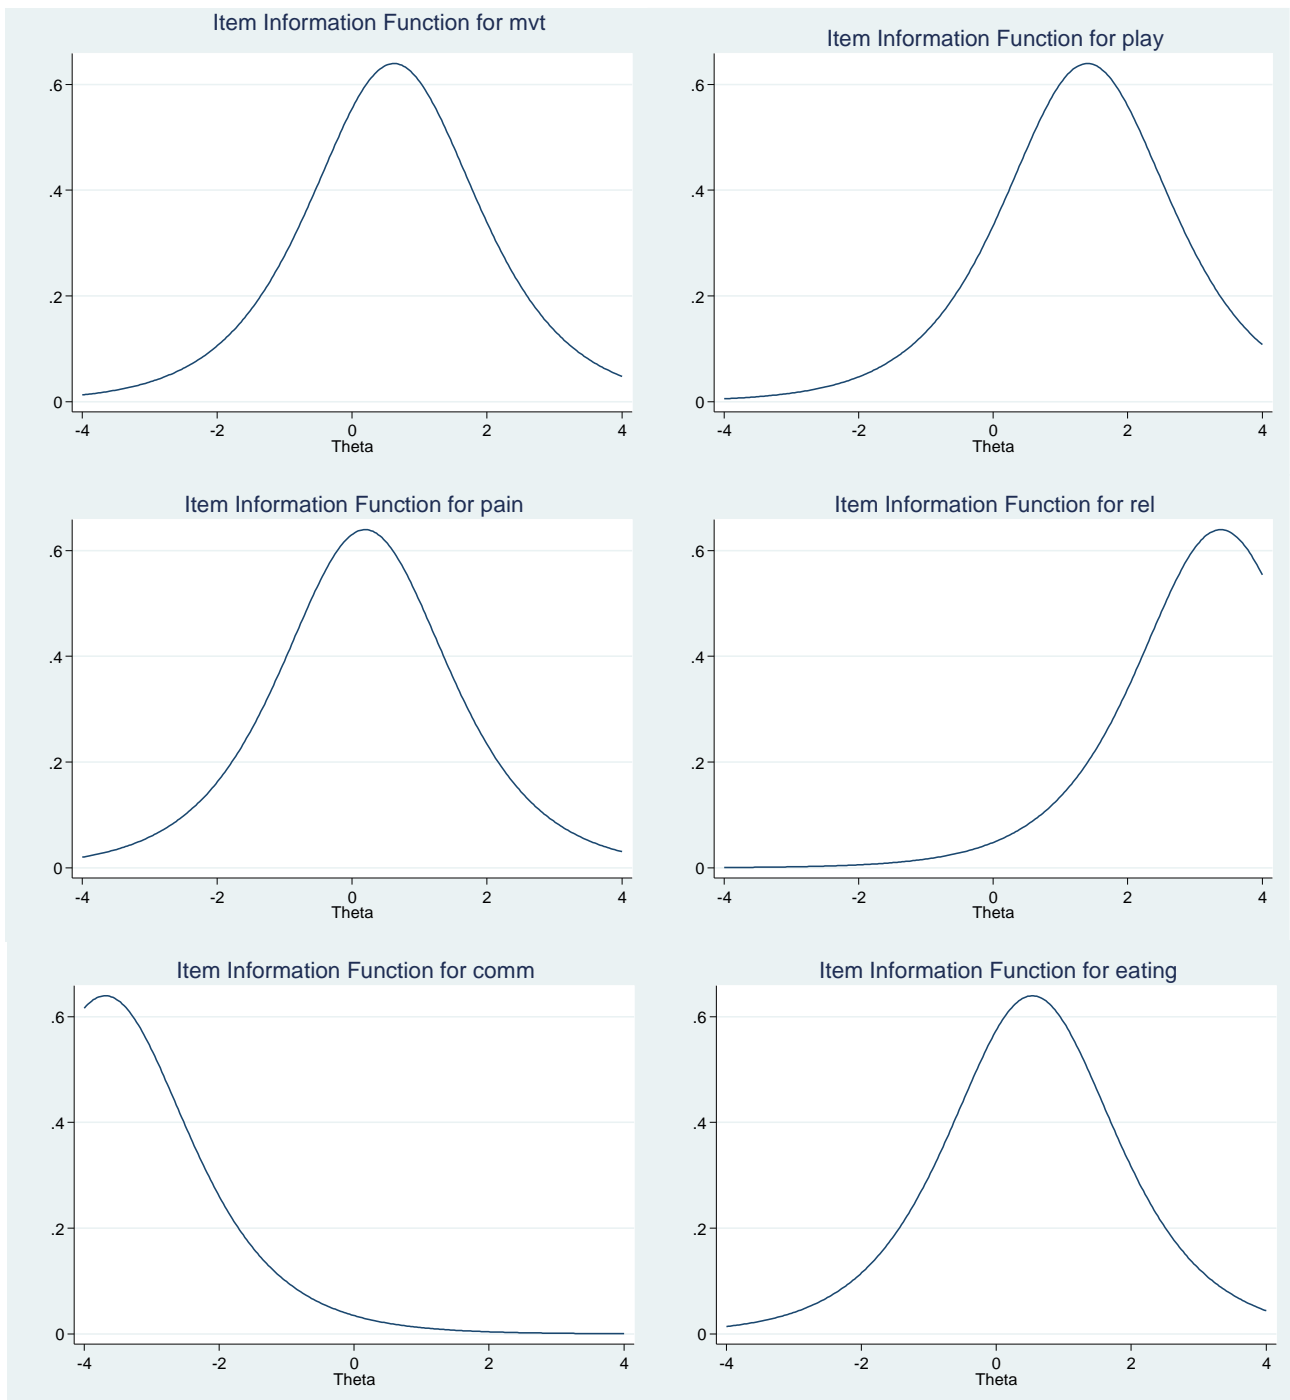 Item Information Function for mvt
.6
.4
.2
0
-4 -2 0 2 4
Theta
Item Information Function for play
.6
.4
.2
0
-4 -2 0 2 4
Theta
Item Information Function for pain
.6
.4
.2
0
-4 -2 0 2 4
Theta
Item Information Function for rel
.6
.4
.2
0
-4 -2 0 2 4
Theta
Item Information Function for comm
.6
.4
.2
0
-4 -2 0 2 4
Theta
Item Information Function for eating
.6
.4
.2
0
-4 -2 0 2 4
Theta